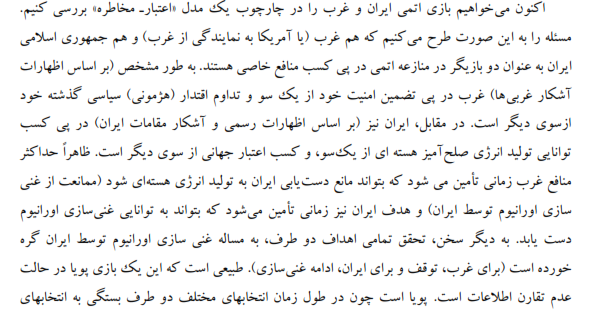 اکنون می‌خواهیم بازی اتمی ایران و غرب را در چارچوب یک مدل «اعتبارـ مخاطره» بررسی کنیم.
مسئله را به این صورت طرح می‌کنیم که هم غرب (یا آمریکا به نمایندگی از غرب) و هم جمهوری اسلامی
ایران به عنوان دو بازیگر در منازعه اتمی در پی کسب منافع خاصی هستند. به طور مشخص (بر اساس اظهارات
آشکار غربی‌ها) غرب در پی تضمین امنیت خود از یک سو و تداوم اقتدار (هژمونی) سیاسی گذشته خود
ازسوی دیگر است. در مقابل، ایران نیز (بر اساس اظهارات رسمی و آشکار مقامات ایران) در پی کسب
توانایی تولید انرژی صلح‌آمیز هسته ای از یک‌سو، و کسب اعتبار جهانی از سوی دیگر است. ظاهراً حداکثر
منافع غرب زمانی تأمین می شود که بتواند مانع دست‌یابی ایران به تولید انرژی هسته‌ای شود (ممانعت از غنی
سازی اورانیوم توسط ایران) و هدف ایران نیز زمانی تأمین می‌شود که بتواند به توانایی غنی‌سازی اورانیوم
دست یابد. به دیگر سخن، تحقق تمامی اهداف دو طرف، به مساله غنی سازی اورانیوم توسط ایران گره
خورده است (برای غرب، توقف و برای ایران، ادامه غنی‌سازی). طبیعی است که این یک بازی پویا در حالت
عدم تقارن اطلاعات است. پویا است چون در طول زمان انتخابهای مختلف دو طرف بستگی به انتخابهای